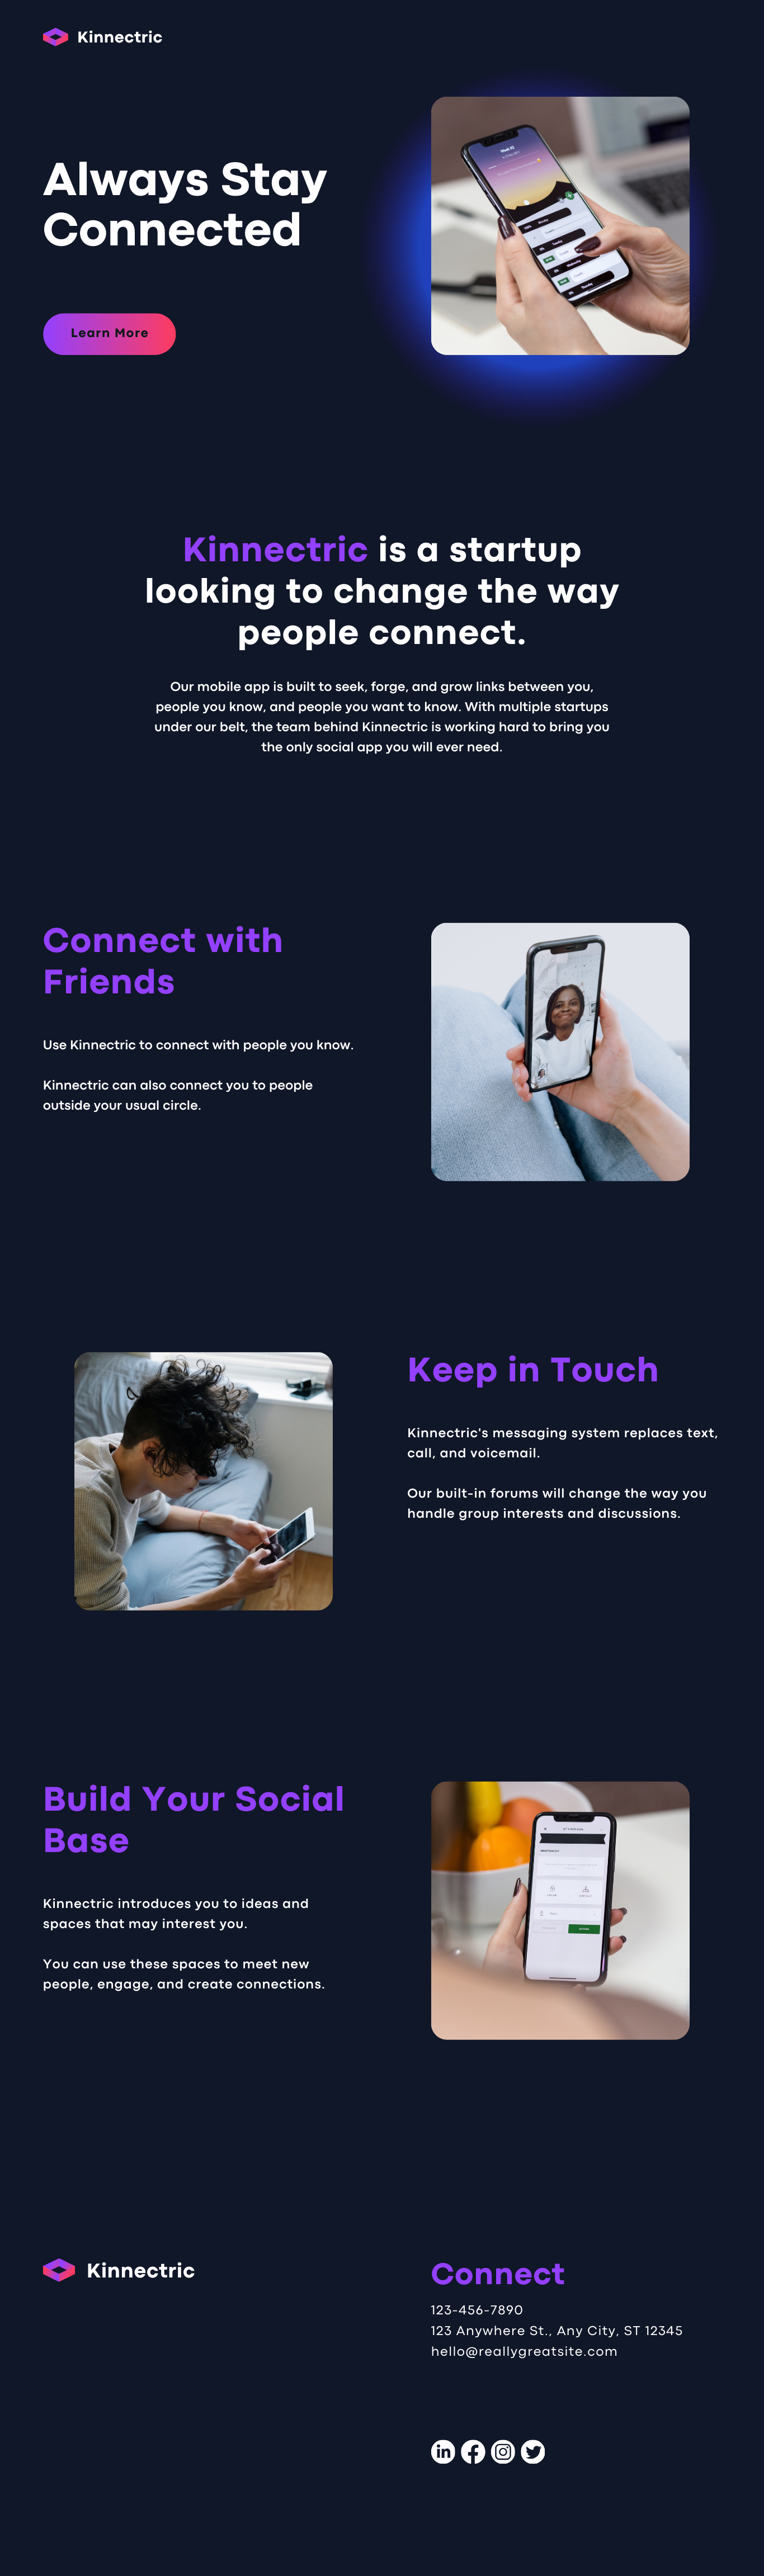 Kinnectric
Always Stay
Connected
Learn More
Kinnectric is a startup
looking to change the way
people connect.
Our mobile app is built to seek, forge, and grow links between you,
people you know, and people you want to know. With multiple startups
under our belt, the team behind Kinnectric is working hard to bring you
the only social app you will ever need.
Connect with
Friends
Use Kinnectric to connect with people you know.
Kinnectric can also connect you to people
outside your usual circle.
Keep in Touch
Kinnectric's messaging system replaces text,
call, and voicemail.
Our built-in forums will change the way you
handle group interests and discussions.
Build Your Social
Base
Kinnectric introduces you to ideas and
spaces that may interest you.
You can use these spaces to meet new
people, engage, and create connections.
Kinnectric
Connect
123-456-7890
123 Anywhere St., Any City, ST 12345
hello@reallygreatsite.com